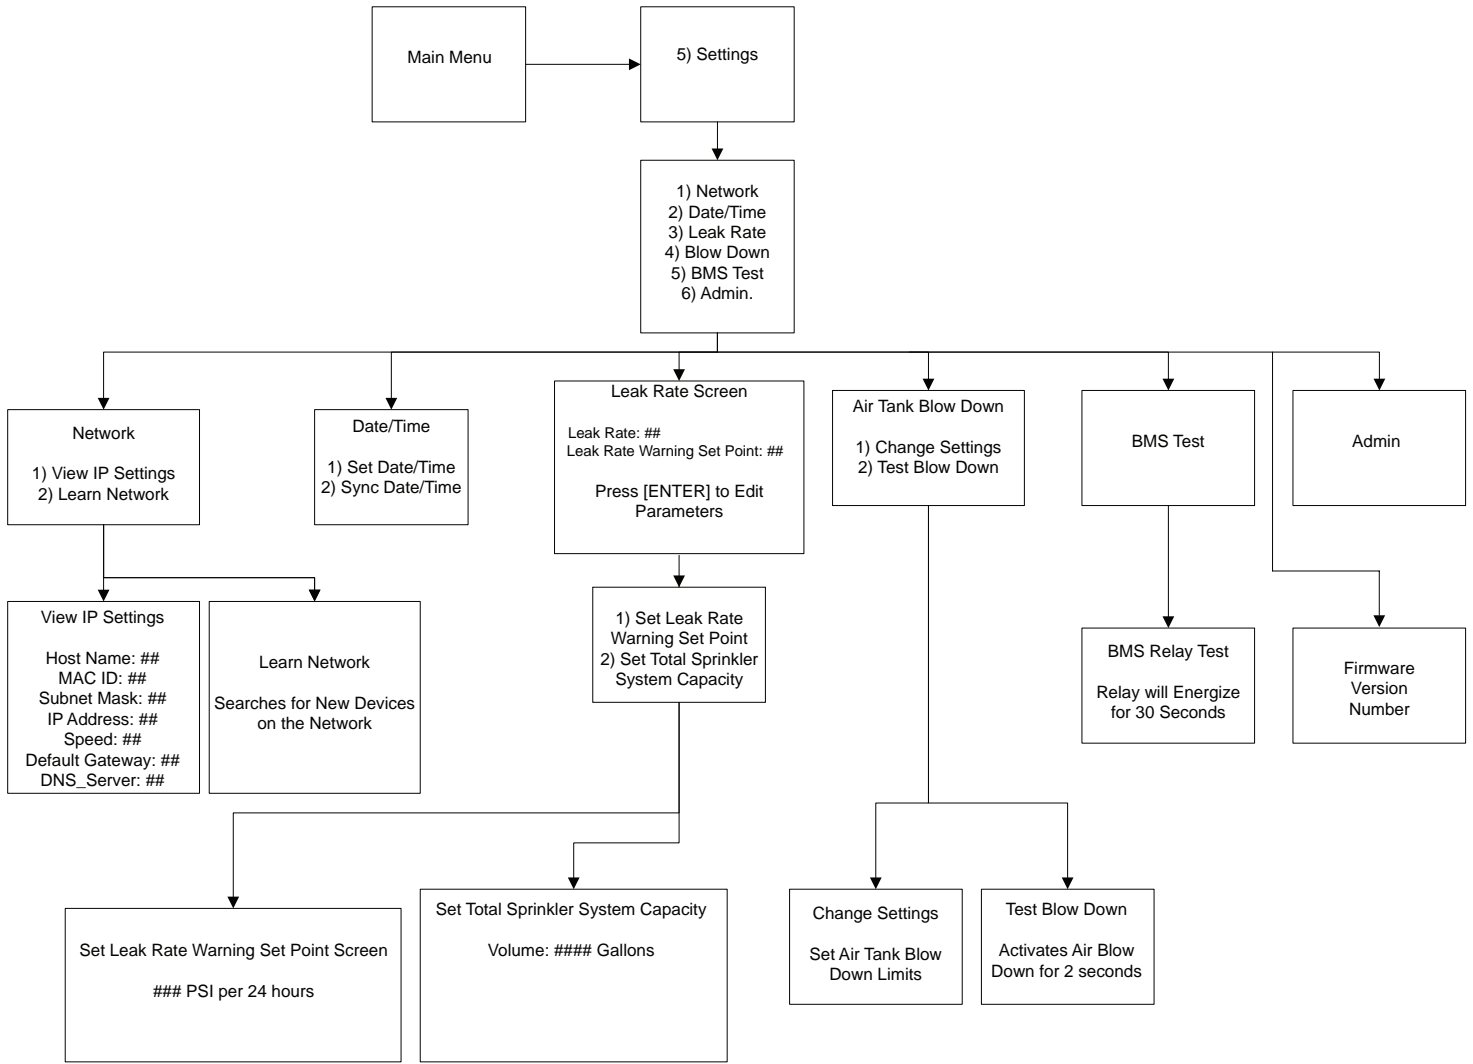 Main Menu
5) Settings
1) Network
2) Date/Time
3) Leak Rate
4) Blow Down
5) BMS Test
6) Admin.
Network
1) View IP Settings
2) Learn Network
Date/Time
1) Set Date/Time
2) Sync Date/Time
Leak Rate Screen
Leak Rate: ##
Leak Rate Warning Set Point: ##
Press [ENTER] to Edit
Parameters
Air Tank Blow Down
1) Change Settings
2) Test Blow Down
BMS Test
Admin
View IP Settings
Host Name: ##
MAC ID: ##
Subnet Mask: ##
IP Address: ##
Speed: ##
Default Gateway: ##
DNS_Server: ##
Learn Network
Searches for New Devices
on the Network
1) Set Leak Rate
Warning Set Point
2) Set Total Sprinkler
System Capacity
BMS Relay Test
Relay will Energize
for 30 Seconds
Firmware
Version
Number
Set Leak Rate Warning Set Point Screen
### PSI per 24 hours
Set Total Sprinkler System Capacity
Volume: #### Gallons
Change Settings
Set Air Tank Blow
Down Limits
Test Blow Down
Activates Air Blow
Down for 2 seconds